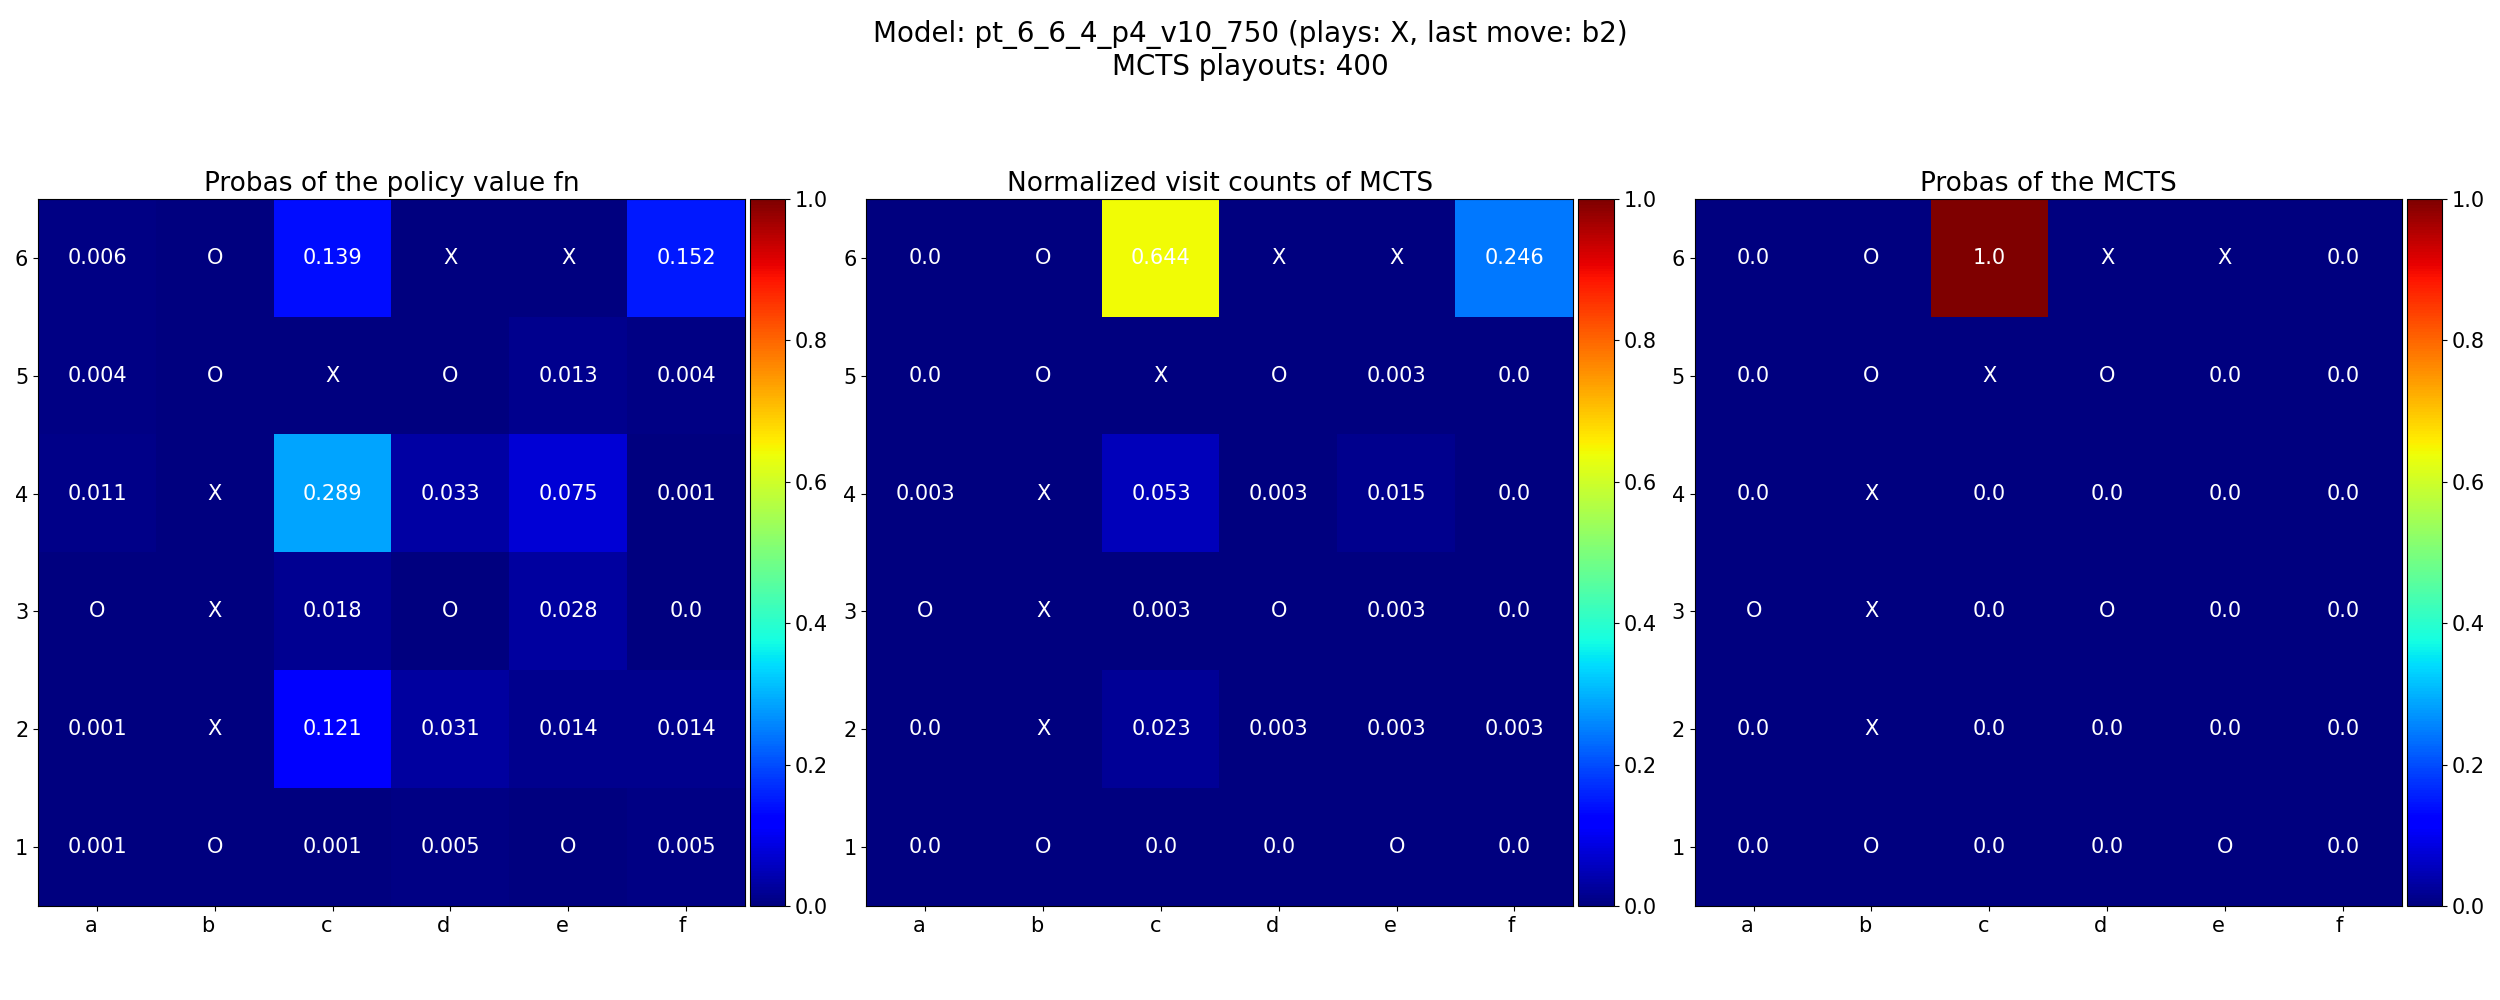 Model: pt_6_6_4_p4_v10_750 (plays: X, last move: b2)
MCTS playouts: 400
Probas of the policy value fn
6 0.006 O 0.139 X X 0.152
5 0.004 O X O 0.013 0.004
4 0.011 X 0.289 0.033 0.075 0.001
3 O X 0.018 O 0.028 0.0
2 0.001 X 0.121 0.031 0.014 0.014
1 0.001 O 0.001 0.005 O 0.005
a b c d e f
1.0
0.8
0.6
0.4
0.2
0.0
Normalized visit counts of MCTS
6 0.0 O 0.644 X X 0.246
5 0.0 O X O 0.003 0.0
4 0.003 X 0.053 0.003 0.015 0.0
3 O X 0.003 O 0.003 0.0
2 0.0 X 0.023 0.003 0.003 0.003
1 0.0 O 0.0 0.0 O 0.0
a b c d e f
1.0
0.8
0.6
0.4
0.2
0.0
Probas of the MCTS
6 0.0 O 1.0 X X 0.0
5 0.0 O X O 0.0 0.0
4 0.0 X 0.0 0.0 0.0 0.0
3 O X 0.0 O 0.0 0.0
2 0.0 X 0.0 0.0 0.0 0.0
1 0.0 O 0.0 0.0 O 0.0
a b c d e f
1.0
0.8
0.6
0.4
0.2
0.0